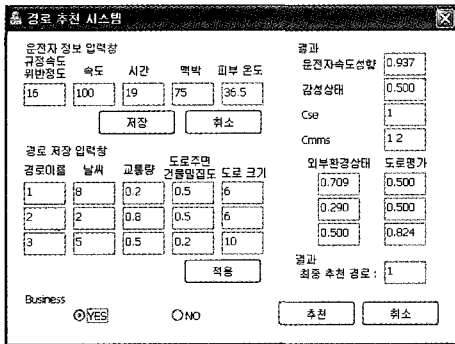 경로 추천 시스템
운전자 정보 입력창
규정속도 위반정도 속도 시간 맥박 피부 온도
16 100 19 75 36.5
저장 취소
경로 저장 입력창
경로이름 날씨 교통량 도로주면 건물밀집도 도로 크기
1 8 0.2 0.5 6
2 2 0.8 0.5 6
3 5 0.5 0.2 10
적용
Business
YES NO
결과
운전자속도성향 0.937
감성상태 0.500
Cse 1
Cmms 1 2
외부환경상태 도로평가
0.709 0.500
0.290 0.500
0.500 0.824
결과
최종 추천 경로 : 1
추천 취소